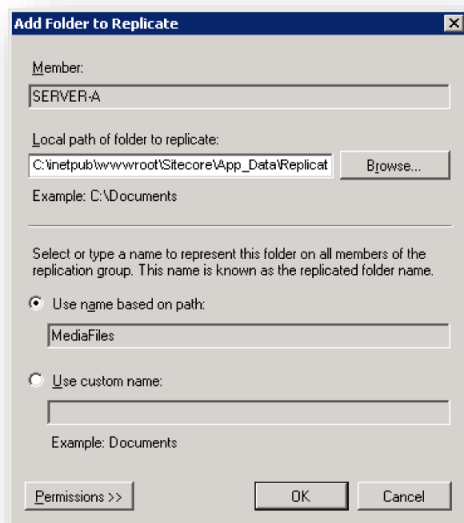 Add Folder to Replicate
Member:
SERVER-A
Local path of folder to replicate:
C:\inetpub\wwwroot\Sitecore\App_Data\Replicat
Browse...
Example: C:\Documents
Select or type a name to represent this folder on all members of the
replication group. This name is known as the replicated folder name.
Use name based on path:
MediaFiles
Use custom name:
Example: Documents
Permissions >>
OK
Cancel